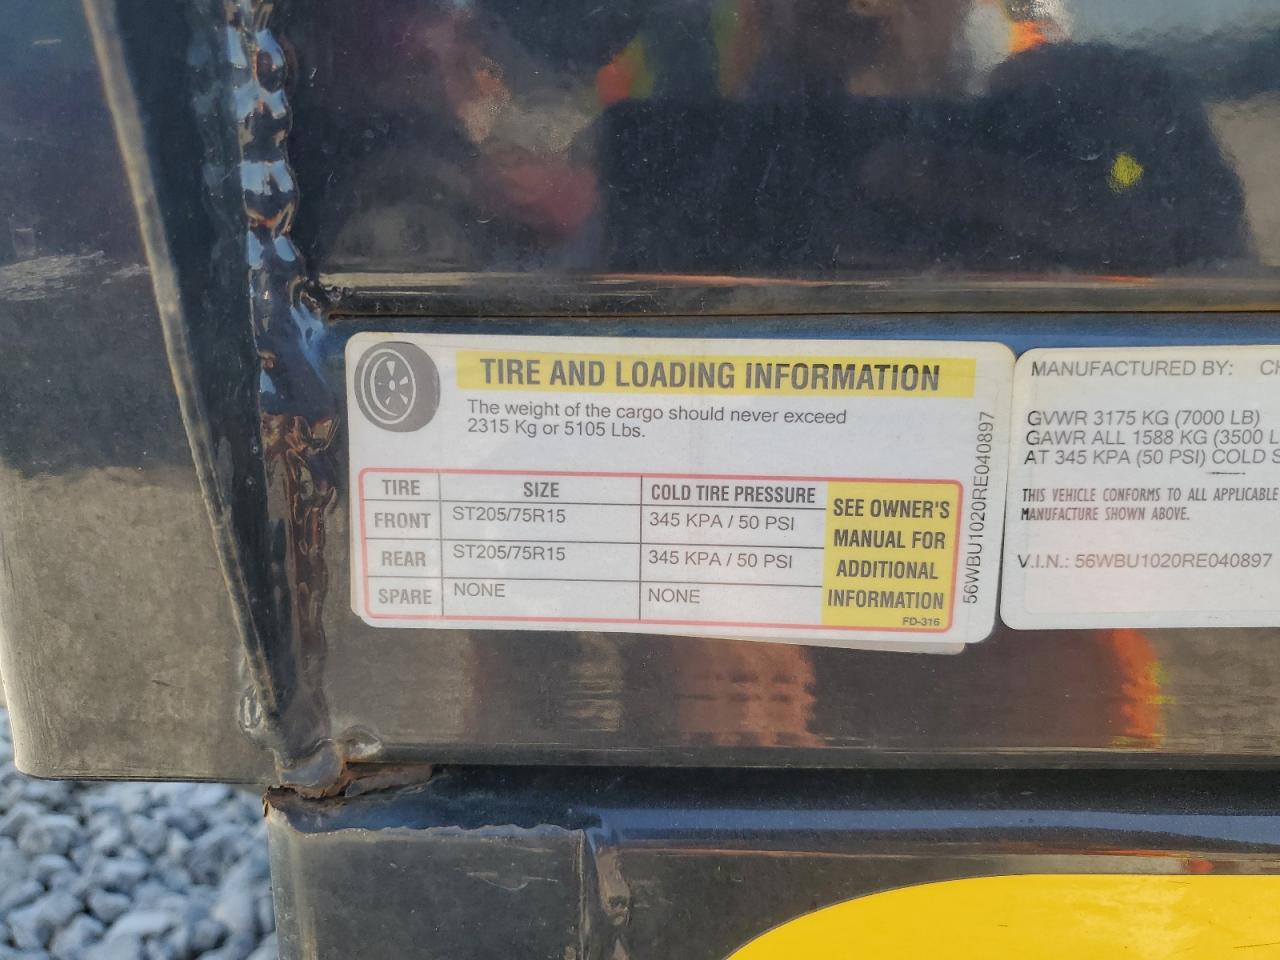 TIRE AND LOADING INFORMATION
The weight of the cargo should never exceed
2315 Kg or 5105 Lbs.
TIRE SIZE COLD TIRE PRESSURE
FRONT ST205/75R15 345 KPA / 50 PSI
REAR ST205/75R15 345 KPA / 50 PSI
SPARE NONE NONE
SEE OWNER'S
MANUAL FOR
ADDITIONAL
INFORMATION
FD-316
56WBU1020RE040897
MANUFACTURED BY: CH
GVWR 3175 KG (7000 LB)
GAWR ALL 1588 KG (3500 L
AT 345 KPA (50 PSI) COLD S
THIS VEHICLE CONFORMS TO ALL APPLICABLE
MANUFACTURE SHOWN ABOVE.
V.I.N.: 56WBU1020RE040897